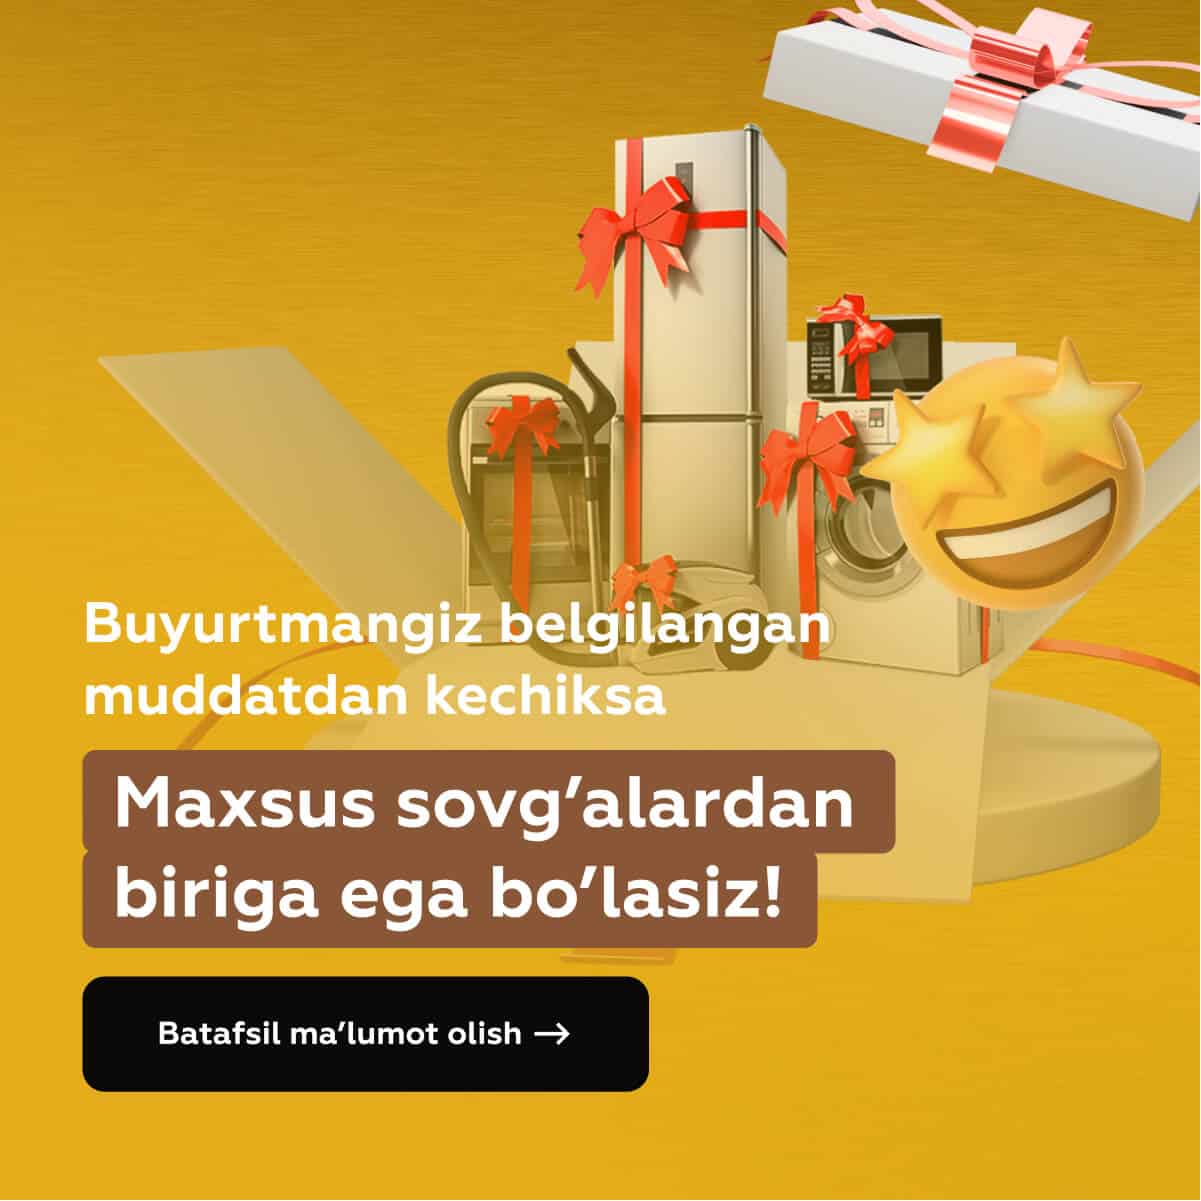 Buyurtmangiz belgilangan
muddatdan kechiksa
Maxsus sovg’alardan
biriga ega bo’lasiz!
Batafsil ma’lumot olish →